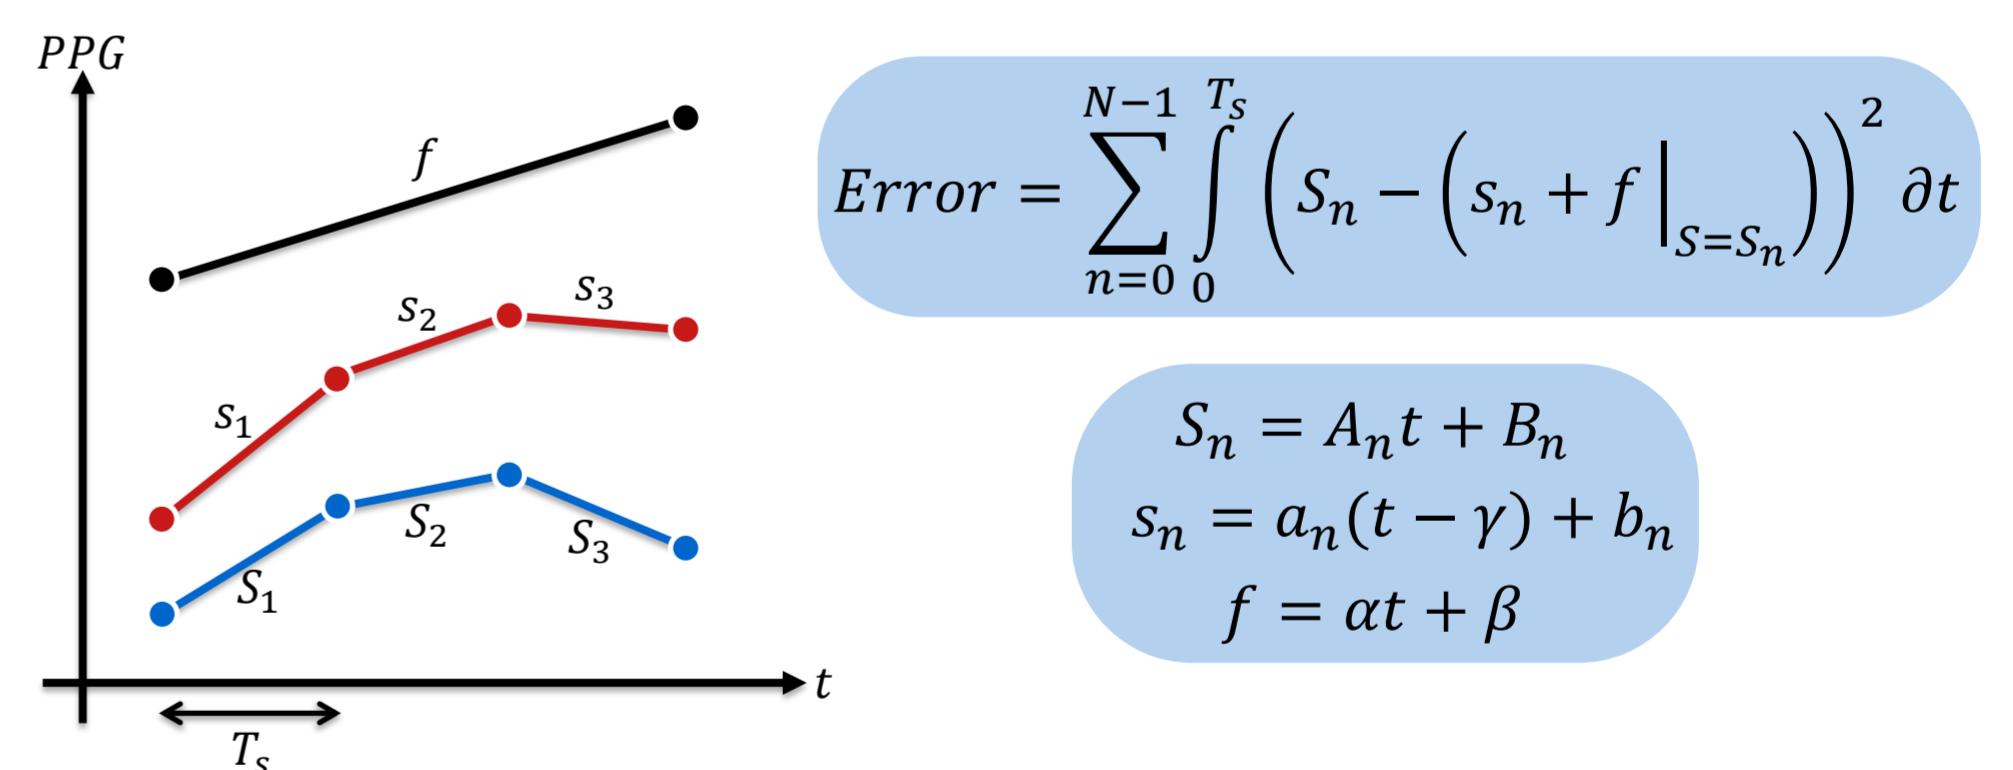 PPG
f
s₁
s₂
s₃
S₁
S₂
S₃
t
Tₛ
Error = ∑_{n=0}^{N−1} ∫_0^{Tₛ} (Sₙ − (sₙ + f |_{S=Sₙ}))² ∂t
Sₙ = Aₙt + Bₙ
sₙ = aₙ(t − γ) + bₙ
f = αt + β